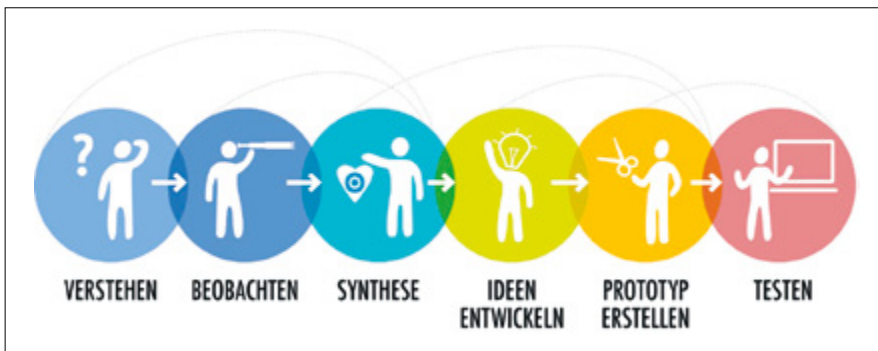 ?
VERSTEHEN
BEOBACHTEN
SYNTHESE
IDEEN
ENTWICKELN
PROTOTYP
ERSTELLEN
TESTEN